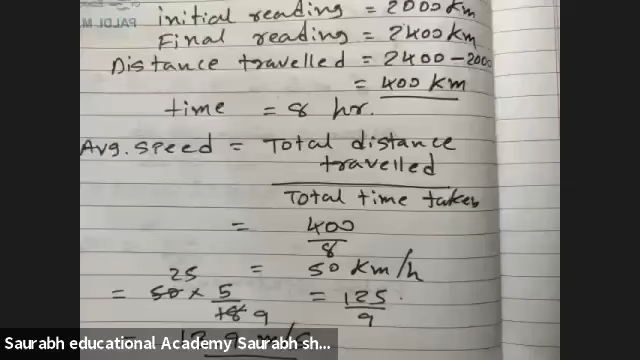 initial reading = 2000 km
Final reading = 2400 km
Distance travelled = 2400 - 2000
= 400 km
time = 8 hr.
Avg. speed = Total distance travelled / Total time taken
= 400 / 8
= 50 km/h
25
= 50 × 5 / 18 9 = 125 / 9
Saurabh educational Academy Saurabh sh...